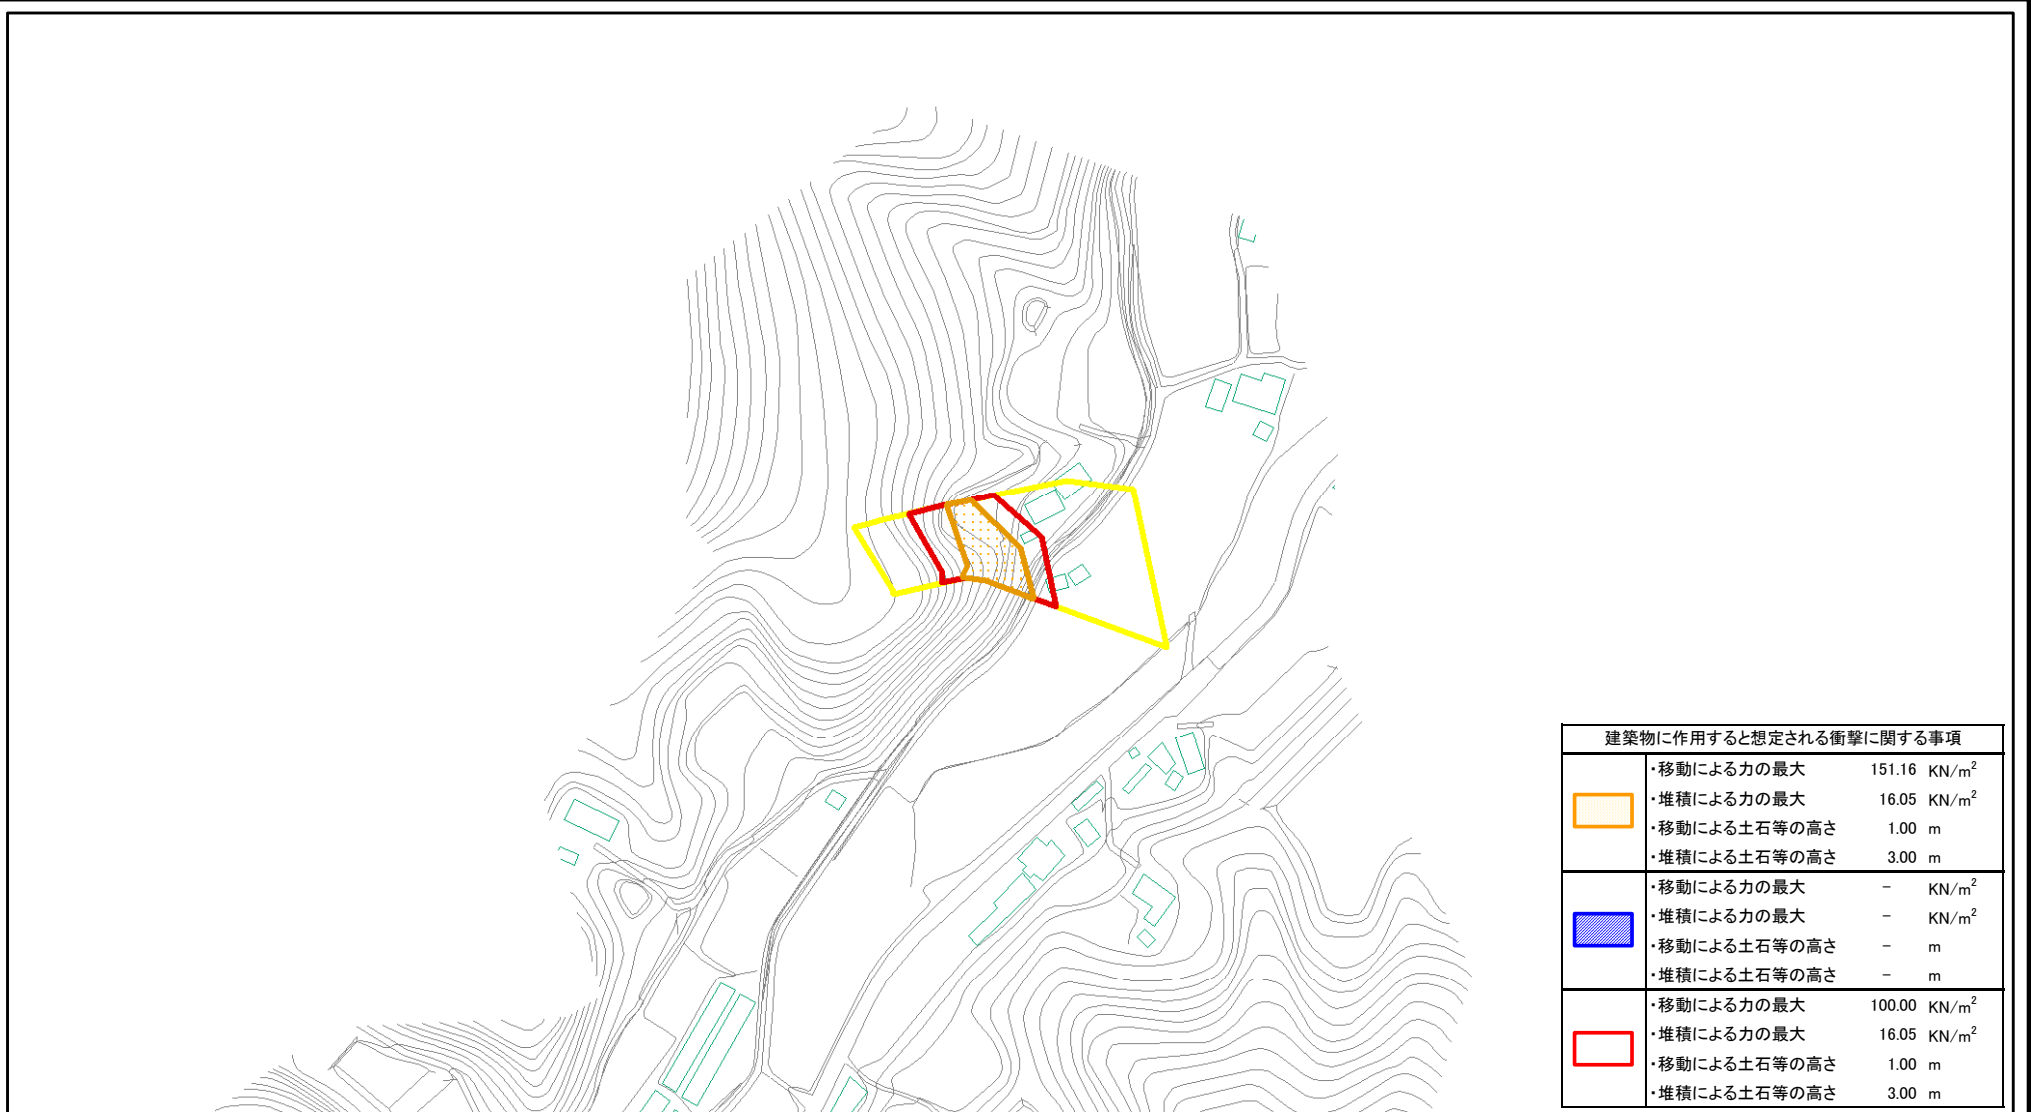 建築物に作用すると想定される衝撃に関する事項
・移動による力の最大 151.16 KN/m²
・堆積による力の最大 16.05 KN/m²
・移動による土石等の高さ 1.00 m
・堆積による土石等の高さ 3.00 m
・移動による力の最大 − KN/m²
・堆積による力の最大 − KN/m²
・移動による土石等の高さ − m
・堆積による土石等の高さ − m
・移動による力の最大 100.00 KN/m²
・堆積による力の最大 16.05 KN/m²
・移動による土石等の高さ 1.00 m
・堆積による土石等の高さ 3.00 m